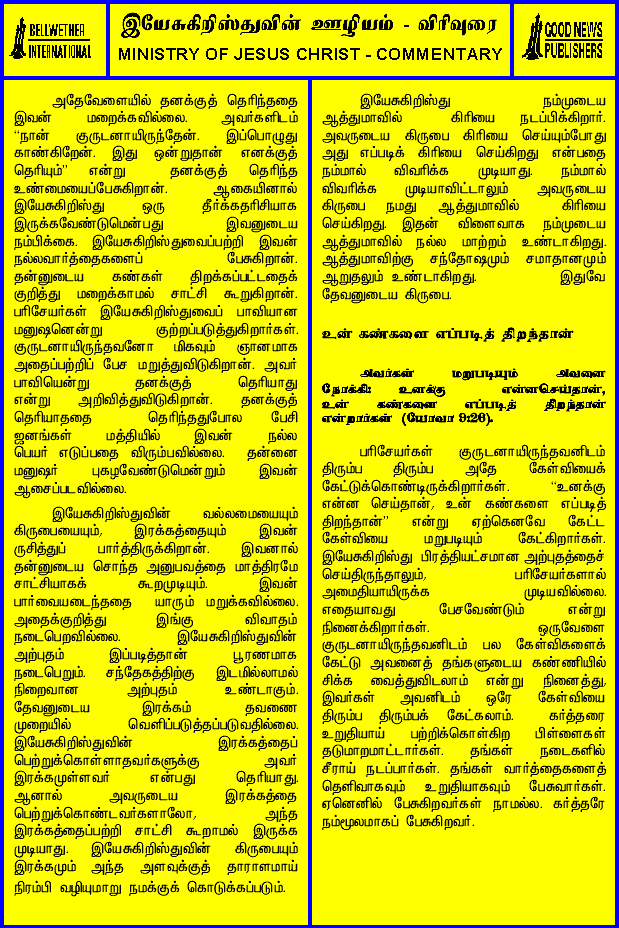 BELLWETHER
INTERNATIONAL
இயேசுகிறிஸ்துவின் ஊழியம் - விரிவுரை
MINISTRY OF JESUS CHRIST - COMMENTARY
GOOD NEWS
PUBLISHERS
அதேவேளையில் தனக்குத் தெரிந்ததை
இவன் மறைக்கவில்லை. அவர்களிடம்
“நான் குருடனாயிருந்தேன். இப்பொழுது
காண்கிறேன். இது ஒன்றுதான் எனக்குத்
தெரியும்” என்று தனக்குத் தெரிந்த
உண்மையைப்பேசுகிறான். ஆகையினால்
இயேசுகிறிஸ்து ஒரு தீர்க்கதரிசியாக
இருக்கவேண்டுமென்பது இவனுடைய
நம்பிக்கை. இயேசுகிறிஸ்துவைப்பற்றி இவன்
நல்லவார்த்தைகளைப் பேசுகிறான்.
தன்னுடைய கண்கள் திறக்கப்பட்டதைக்
குறித்து மறைக்காமல் சாட்சி கூறுகிறான்.
பரிசேயர்கள் இயேசுகிறிஸ்துவைப் பாவியான
மனுஷனென்று குற்றப்படுத்துகிறார்கள்.
குருடனாயிருந்தவனோ மிகவும் ஞானமாக
அதைப்பற்றிப் பேச மறுத்துவிடுகிறான். அவர்
பாவியென்று தனக்குத் தெரியாது
என்று அறிவித்துவிடுகிறான். தனக்குத்
தெரியாததை தெரிந்ததுபோல பேசி
ஜனங்கள் மத்தியில் இவன் நல்ல
பெயர் எடுப்பதை விரும்பவில்லை. தன்னை
மனுஷர் புகழவேண்டுமென்றும் இவன்
ஆசைப்படவில்லை.
இயேசுகிறிஸ்துவின் வல்லமையையும்
கிருபையையும், இரக்கத்தையும் இவன்
ருசித்துப் பார்த்திருக்கிறான். இவனால்
தன்னுடைய சொந்த அனுபவத்தை மாத்திரமே
சாட்சியாகக் கூறமுடியும். இவன்
பார்வையடைந்ததை யாரும் மறுக்கவில்லை.
அதைக்குறித்து இங்கு விவாதம்
நடைபெறவில்லை. இயேசுகிறிஸ்துவின்
அற்புதம் இப்படித்தான் பூரணமாக
நடைபெறும். சந்தேகத்திற்கு இடமில்லாமல்
நிறைவான அற்புதம் உண்டாகும்.
தேவனுடைய இரக்கம் தவணை
முறையில் வெளிப்படுத்தப்படுவதில்லை.
இயேசுகிறிஸ்துவின் இரக்கத்தைப்
பெற்றுக்கொள்ளாதவர்களுக்கு அவர்
இரக்கமுள்ளவர் என்பது தெரியாது.
ஆனால் அவருடைய இரக்கத்தை
பெற்றுக்கொண்டவர்களாலோ, அந்த
இரக்கத்தைப்பற்றி சாட்சி கூறாமல் இருக்க
முடியாது. இயேசுகிறிஸ்துவின் கிருபையும்
இரக்கமும் அந்த அளவுக்குத் தாராளமாய்
நிரம்பி வழியுமாறு நமக்குக் கொடுக்கப்படும்.
இயேசுகிறிஸ்து நம்முடைய
ஆத்துமாவில் கிரியை நடப்பிக்கிறார்.
அவருடைய கிருபை கிரியை செய்யும்போது
அது எப்படிக் கிரியை செய்கிறது என்பதை
நம்மால் விவரிக்க முடியாது. நம்மால்
விவரிக்க முடியாவிட்டாலும் அவருடைய
கிருபை நமது ஆத்துமாவில் கிரியை
செய்கிறது. இதன் விளைவாக நம்முடைய
ஆத்துமாவில் நல்ல மாற்றம் உண்டாகிறது.
ஆத்துமாவிற்கு சந்தோஷமும் சமாதானமும்
ஆறுதலும் உண்டாகிறது. இதுவே
தேவனுடைய கிருபை.
உன் கண்களை எப்படித் திறந்தான்
அவர்கள் மறுபடியும் அவனை
நோக்கி: உனக்கு என்னசெய்தான்,
உன் கண்களை எப்படித் திறந்தான்
என்றார்கள் (யோவா 9:26).
பரிசேயர்கள் குருடனாயிருந்தவனிடம்
திரும்ப திரும்ப அதே கேள்வியைக்
கேட்டுக்கொண்டிருக்கிறார்கள். “உனக்கு
என்ன செய்தான், உன் கண்களை எப்படித்
திறந்தான்” என்று ஏற்கெனவே கேட்ட
கேள்வியை மறுபடியும் கேட்கிறார்கள்.
இயேசுகிறிஸ்து பிரத்தியட்சமான அற்புதத்தைச்
செய்திருந்தாலும், பரிசேயர்களால்
அமைதியாயிருக்க முடியவில்லை.
எதையாவது பேசவேண்டும் என்று
நினைக்கிறார்கள். ஒருவேளை
குருடனாயிருந்தவனிடம் பல கேள்விகளைக்
கேட்டு அவனைத் தங்களுடைய கண்ணியில்
சிக்க வைத்துவிடலாம் என்று நினைத்து,
இவர்கள் அவனிடம் ஒரே கேள்வியை
திரும்ப திரும்பக் கேட்கலாம். கர்த்தரை
உறுதியாய் பற்றிக்கொள்கிற பிள்ளைகள்
தடுமாறமாட்டார்கள். தங்கள் நடைகளில்
சீராய் நடப்பார்கள். தங்கள் வார்த்தைகளைத்
தெளிவாகவும் உறுதியாகவும் பேசுவார்கள்.
ஏனெனில் பேசுகிறவர்கள் நாமல்ல. கர்த்தரே
நம்மூலமாகப் பேசுகிறவர்.